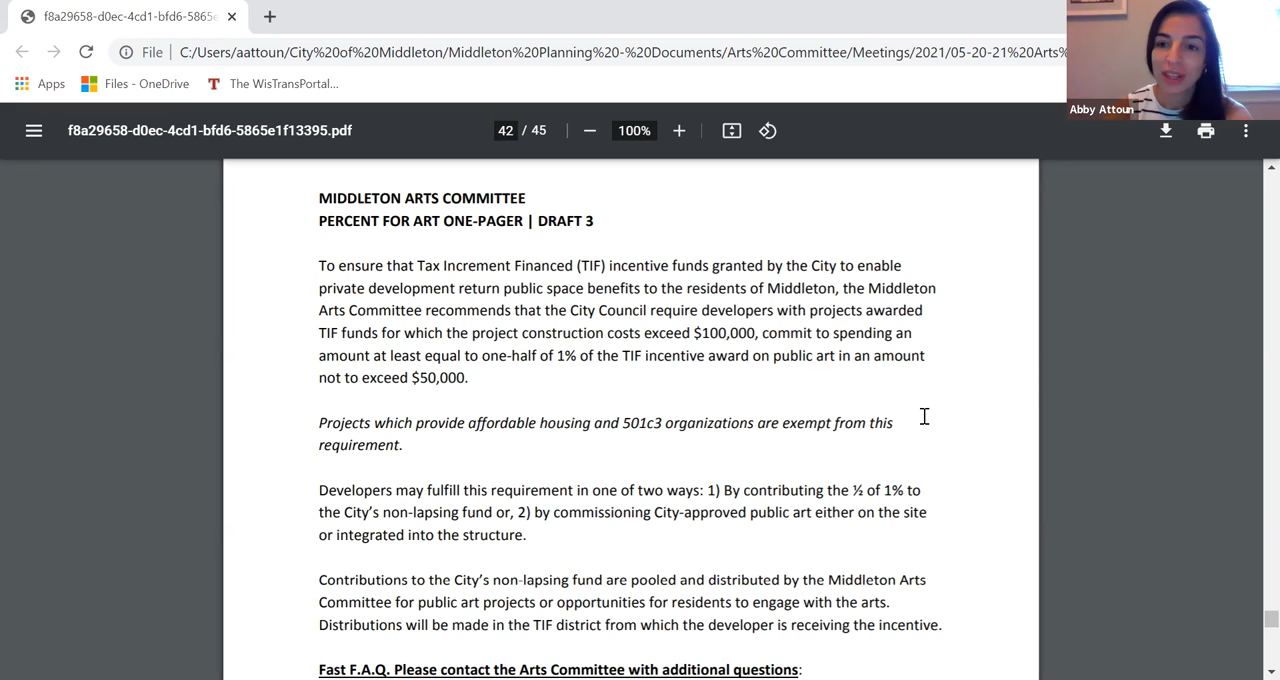 f8a29658-d0ec-4cd1-bfd6-5865e
File C:/Users/aattoun/City%20of%20Middleton/Middleton%20Planning%20-%20Documents/Arts%20Committee/Meetings/2021/05-20-21%20Arts%
Apps Files - OneDrive The WisTransPortal...
Abby Attoun
f8a29658-d0ec-4cd1-bfd6-5865e1f13395.pdf 42 / 45 100%
MIDDLETON ARTS COMMITTEE
PERCENT FOR ART ONE-PAGER | DRAFT 3
To ensure that Tax Increment Financed (TIF) incentive funds granted by the City to enable
private development return public space benefits to the residents of Middleton, the Middleton
Arts Committee recommends that the City Council require developers with projects awarded
TIF funds for which the project construction costs exceed $100,000, commit to spending an
amount at least equal to one-half of 1% of the TIF incentive award on public art in an amount
not to exceed $50,000.
Projects which provide affordable housing and 501c3 organizations are exempt from this
requirement.
Developers may fulfill this requirement in one of two ways: 1) By contributing the ½ of 1% to
the City's non-lapsing fund or, 2) by commissioning City-approved public art either on the site
or integrated into the structure.
Contributions to the City's non-lapsing fund are pooled and distributed by the Middleton Arts
Committee for public art projects or opportunities for residents to engage with the arts.
Distributions will be made in the TIF district from which the developer is receiving the incentive.
Fast F.A.Q. Please contact the Arts Committee with additional questions: